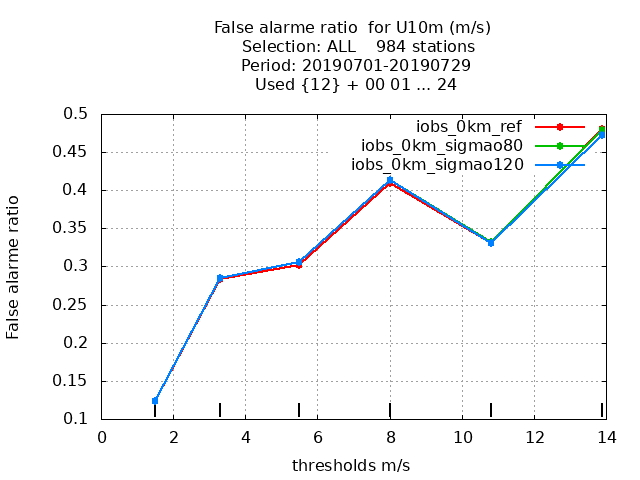 False alarme ratio  for U10m (m/s)
Selection: ALL    984 stations
Period: 20190701-20190729
Used {12} + 00 01 ... 24
iobs_0km_ref
iobs_0km_sigmao80
iobs_0km_sigmao120
False alarme ratio
0.5
0.45
0.4
0.35
0.3
0.25
0.2
0.15
0.1
0 2 4 6 8 10 12 14
thresholds m/s